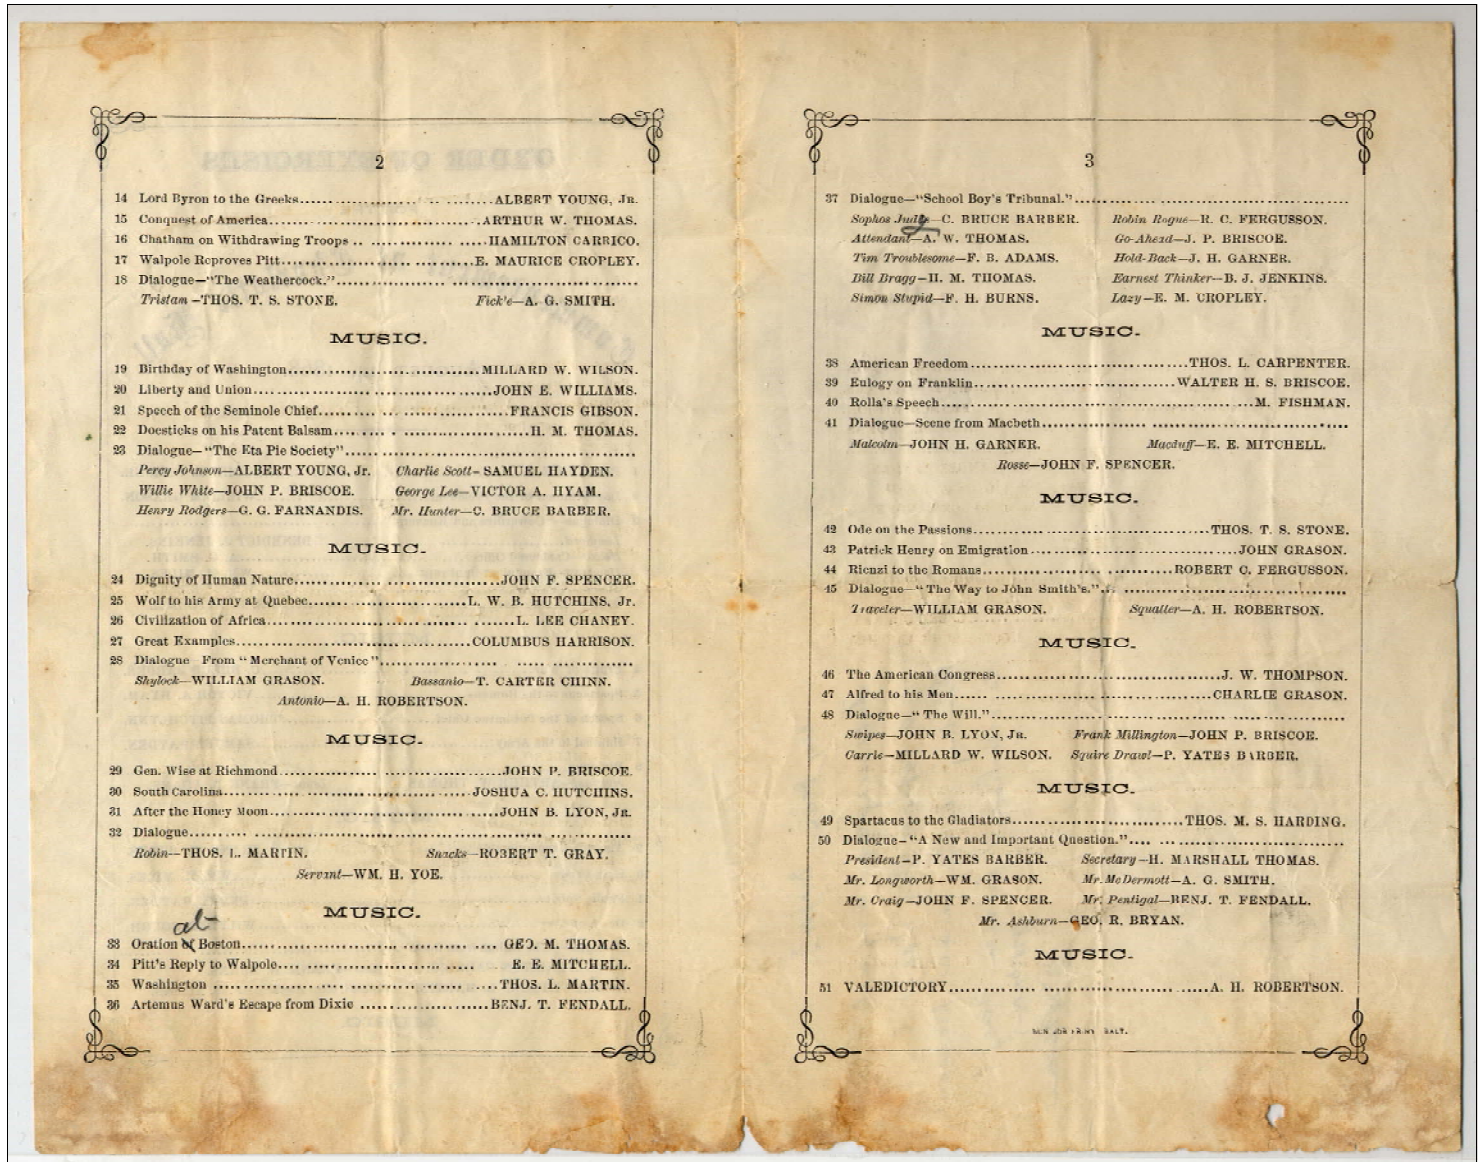 2
14 Lord Byron to the Greeks.......................ALBERT YOUNG, Jr.
15 Conquest of America.......................ARTHUR W. THOMAS.
16 Chatham on Withdrawing Troops.......................HAMILTON CARRICO.
17 Walpole Reproves Pitt.......................E. MAURICE CROPLEY.
18 Dialogue—"The Weathercock.".......................
Tristam—THOS. T. S. STONE. Fick'e—A. G. SMITH.
MUSIC.
19 Birthday of Washington.......................MILLARD W. WILSON.
20 Liberty and Union.......................JOHN E. WILLIAMS.
21 Speech of the Seminole Chief.......................FRANCIS GIBSON.
22 Doesticks on his Patent Balsam.......................H. M. THOMAS.
23 Dialogue—"The Eta Pie Society".......................
Percy Johnson—ALBERT YOUNG, Jr. Charlie Scott—SAMUEL HAYDEN.
Willie White—JOHN P. BRISCOE. George Lee—VICTOR A. HYAM.
Henry Rodgers—G. G. FARNANDIS. Mr. Hunter—C. BRUCE BARBER.
MUSIC.
24 Dignity of Human Nature.......................JOHN F. SPENCER.
25 Wolf to his Army at Quebec.......................L. W. B. HUTCHINS, Jr.
26 Civilization of Africa.......................L. LEE CHANEY.
27 Great Examples.......................COLUMBUS HARRISON.
28 Dialogue From "Merchant of Venice".......................
Shylock—WILLIAM GRASON. Bassanio—T. CARTER CHINN.
Antonio—A. H. ROBERTSON.
MUSIC.
29 Gen. Wise at Richmond.......................JOHN P. BRISCOE.
30 South Carolina.......................JOSHUA C. HUTCHINS.
31 After the Honey Moon.......................JOHN B. LYON, JR.
32 Dialogue.......................
Robin—THOS. L. MARTIN. Snacks—ROBERT T. GRAY.
Servant—WM. H. YOE.
MUSIC.
at
33 Oration of Boston.......................GEO. M. THOMAS.
34 Pitt's Reply to Walpole.......................E. E. MITCHELL.
35 Washington.......................THOS. L. MARTIN.
36 Artemus Ward's Escape from Dixie.......................BENJ. T. FENDALL.
3
37 Dialogue—"School Boy's Tribunal.".......................
Sophos Judge—C. BRUCE BARBER. Robin Rogue—R. C. FERGUSSON.
Attendant—A. W. THOMAS. Go-Ahead—J. P. BRISCOE.
Tim Troublesome—F. B. ADAMS. Hold-Back—J. H. GARNER.
Bill Bragg—H. M. THOMAS. Earnest Thinker—B. J. JENKINS.
Simon Stupid—F. H. BURNS. Lazy—E. M. CROPLEY.
MUSIC.
38 American Freedom.......................THOS. L. CARPENTER.
39 Eulogy on Franklin.......................WALTER H. S. BRISCOE.
40 Rolla's Speech.......................M. FISHMAN.
41 Dialogue—Scene from Macbeth.......................
Malcolm—JOHN H. GARNER. Macduff—E. E. MITCHELL.
Rosse—JOHN F. SPENCER.
MUSIC.
42 Ode on the Passions.......................THOS. T. S. STONE.
43 Patrick Henry on Emigration.......................JOHN GRASON.
44 Rienzi to the Romans.......................ROBERT C. FERGUSSON.
45 Dialogue—"The Way to John Smith's.".......................
Traveler—WILLIAM GRASON. Squatter—A. H. ROBERTSON.
MUSIC.
46 The American Congress.......................J. W. THOMPSON.
47 Alfred to his Men.......................CHARLIE GRASON.
48 Dialogue—"The Will.".......................
Swipes—JOHN B. LYON, JR. Frank Millington—JOHN P. BRISCOE.
Carrie—MILLARD W. WILSON. Squire Drawl—P. YATES BARBER.
MUSIC.
49 Spartacus to the Gladiators.......................THOS. M. S. HARDING.
50 Dialogue—"A New and Important Question.".......................
President—P. YATES BARBER. Secretary—H. MARSHALL THOMAS.
Mr. Longworth—WM. GRASON. Mr. McDermott—A. G. SMITH.
Mr. Craig—JOHN F. SPENCER. Mr. Pentigal—BENJ. T. FENDALL.
Mr. Ashburn—GEO. R. BRYAN.
MUSIC.
51 VALEDICTORY.......................A. H. ROBERTSON.
JOB PRINT BALT.